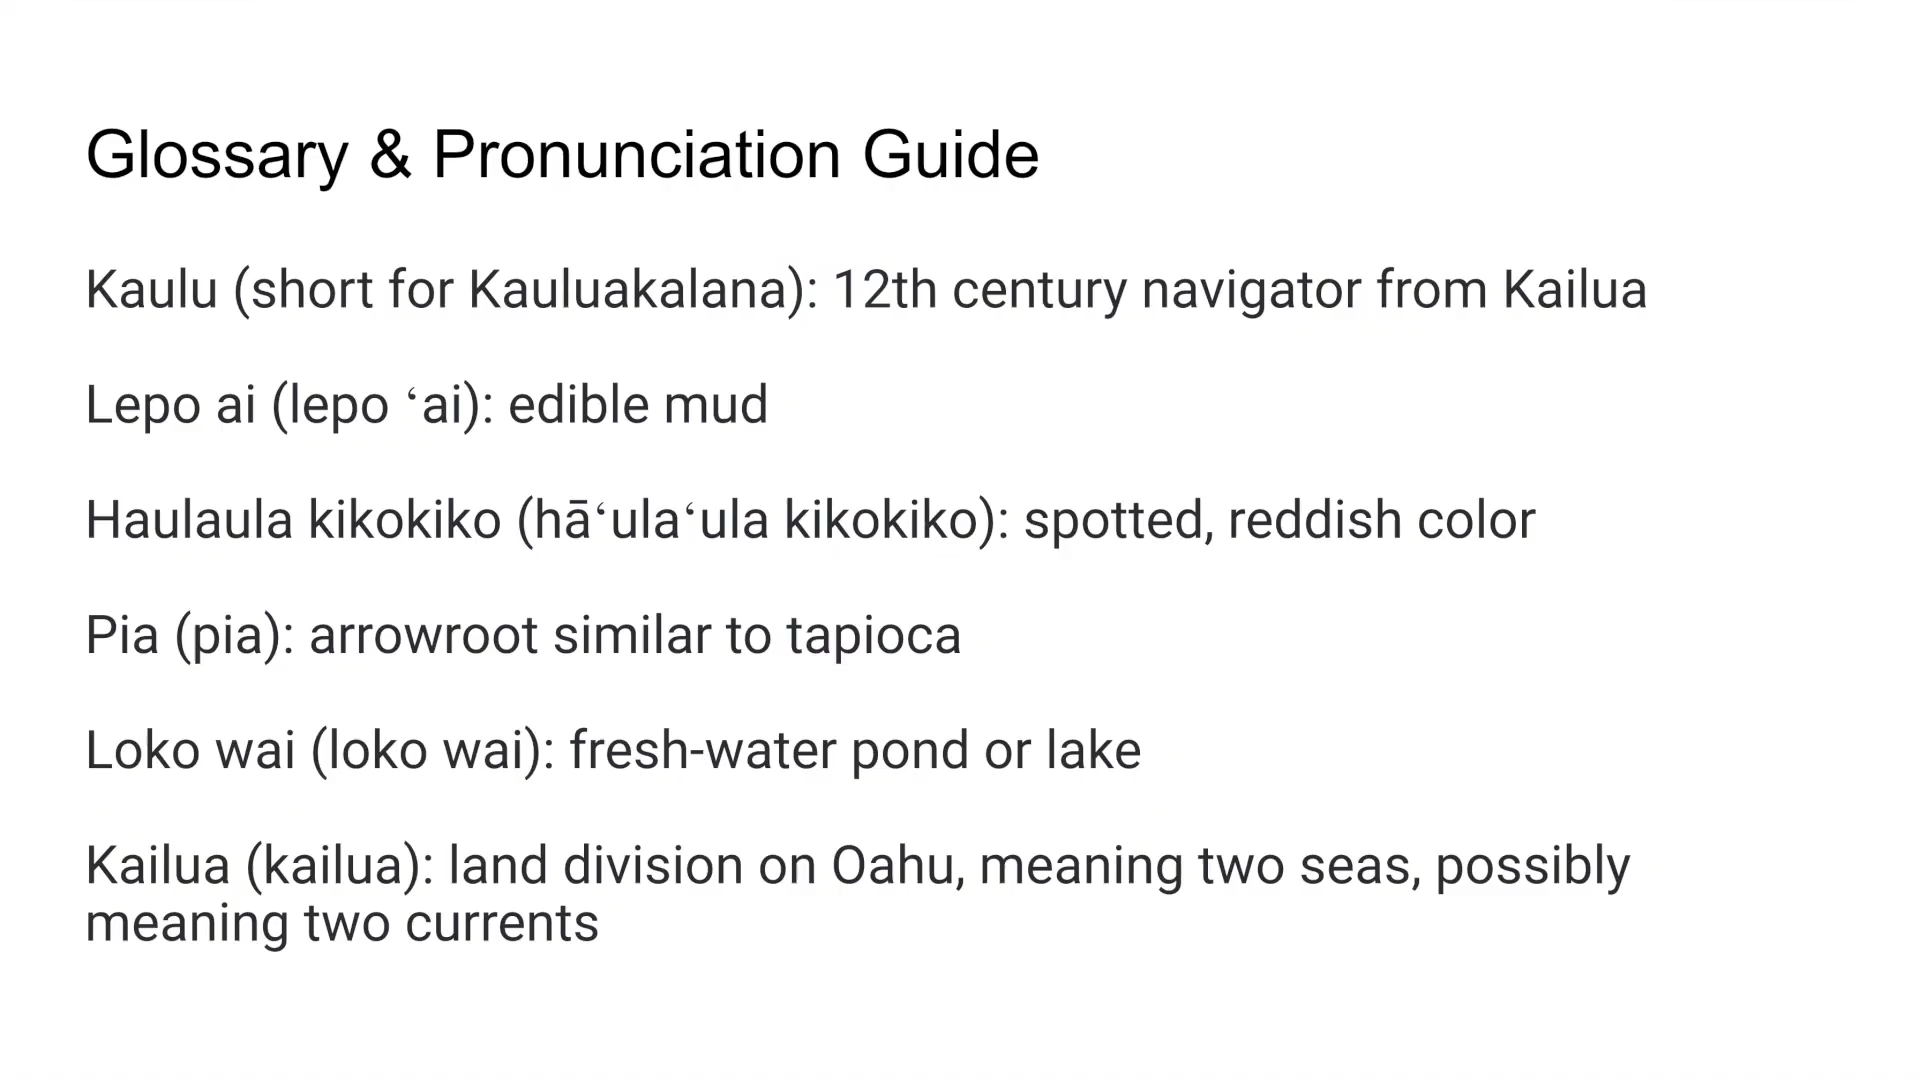 Glossary & Pronunciation Guide
Kaulu (short for Kauluakalana): 12th century navigator from Kailua
Lepo ai (lepo ʻai): edible mud
Haulaula kikokiko (hāʻulaʻula kikokiko): spotted, reddish color
Pia (pia): arrowroot similar to tapioca
Loko wai (loko wai): fresh-water pond or lake
Kailua (kailua): land division on Oahu, meaning two seas, possibly
meaning two currents